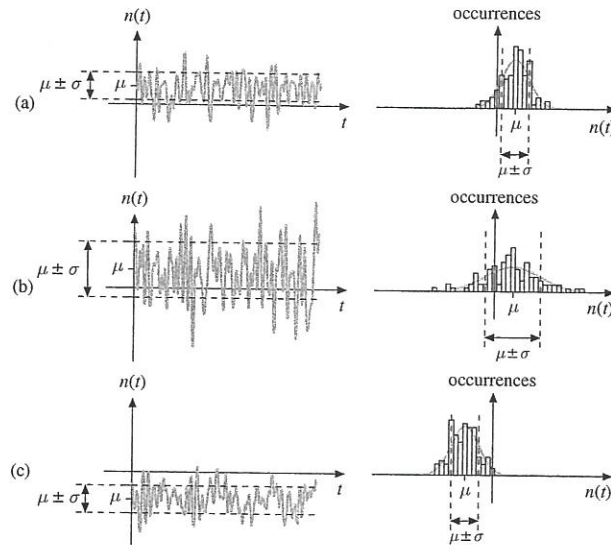 n(t)
occurrences
μ ± σ
μ
(a)
t
μ
n(t)
μ ± σ
n(t)
occurrences
μ ± σ
μ
(b)
t
μ
n(t)
μ ± σ
n(t)
occurrences
(c)
t
μ ± σ
μ
μ
n(t)
μ ± σ